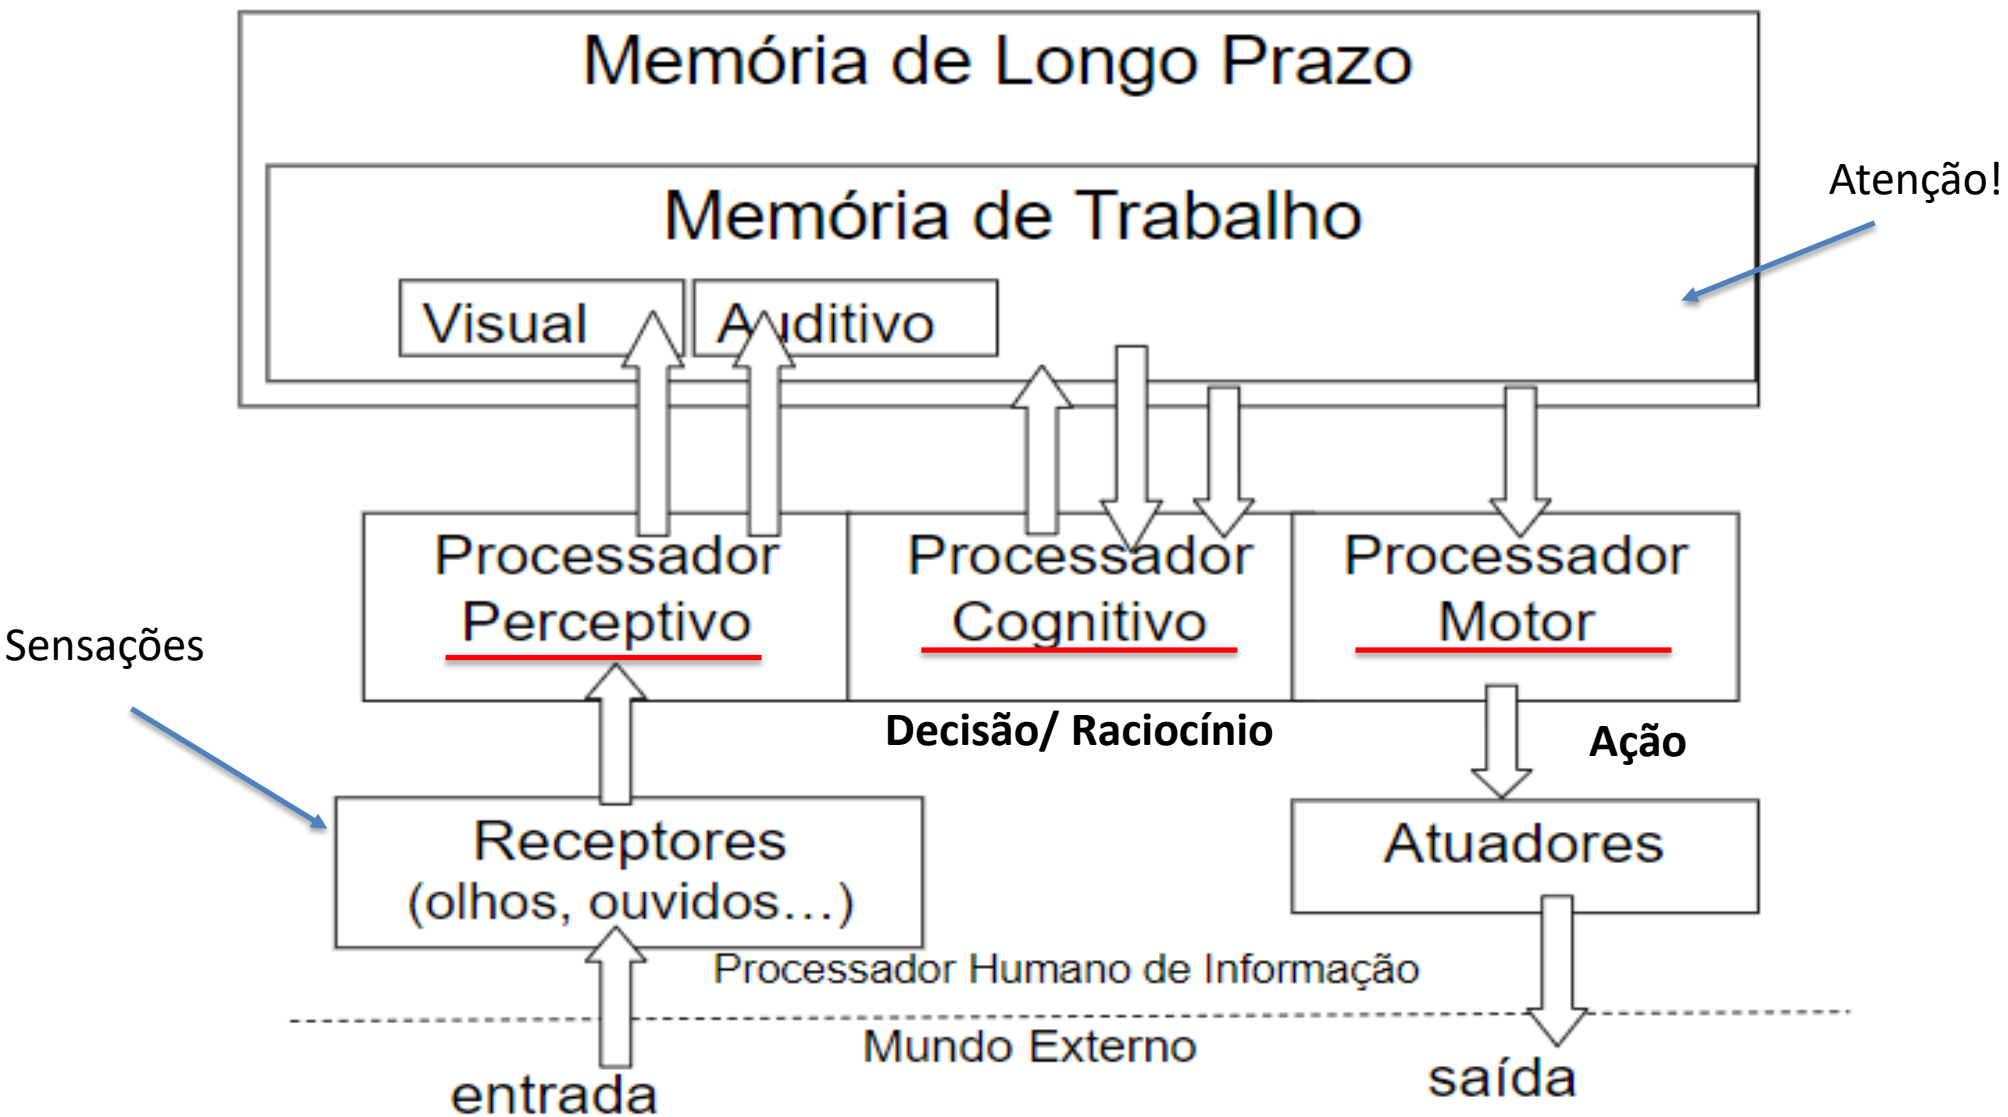 Memória de Longo Prazo
Memória de Trabalho
Atenção!
Visual
Auditivo
Processador
Perceptivo
Processador
Cognitivo
Processador
Motor
Sensações
Decisão/ Raciocínio
Ação
Receptores
(olhos, ouvidos…)
Atuadores
Processador Humano de Informação
Mundo Externo
entrada
saída